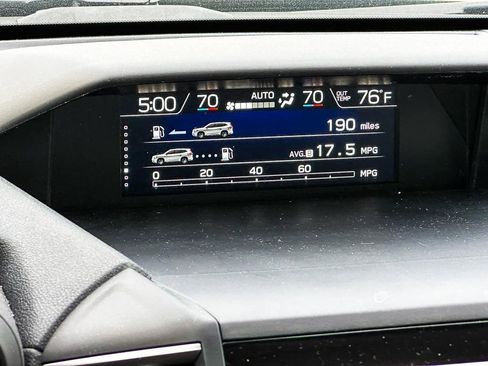 5:00 70 AUTO 70 OUT TEMP 76°F
190 miles
AVG. B 17.5 MPG
0 20 40 60 MPG